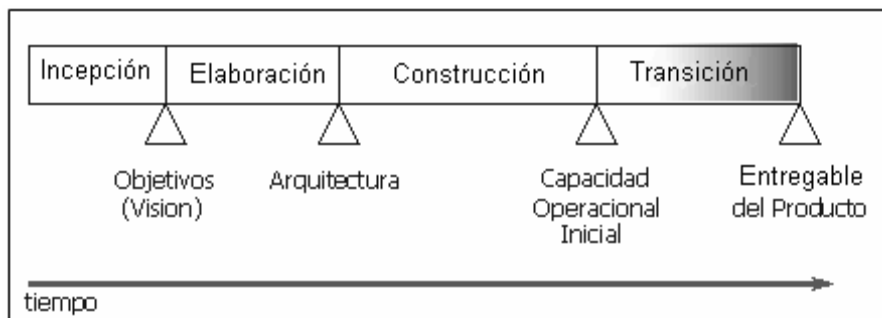 Incepción
Elaboración
Construcción
Transición
Objetivos
(Vision)
Arquitectura
Capacidad
Operacional
Inicial
Entregable
del Producto
tiempo